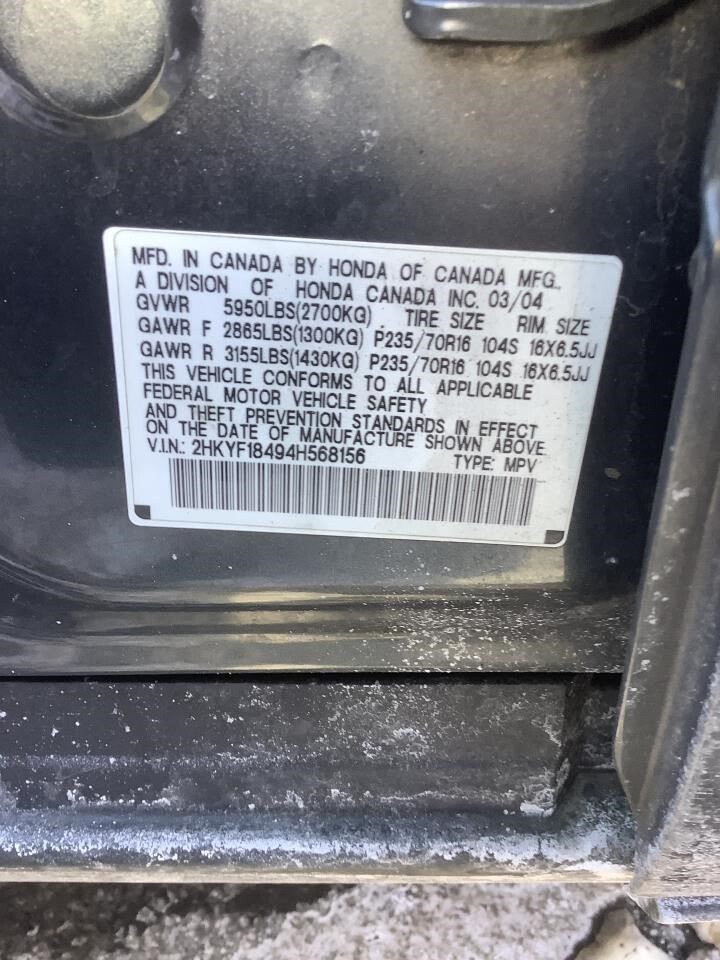 MFD. IN CANADA BY HONDA OF CANADA MFG.,
A DIVISION OF HONDA CANADA INC. 03/04
GVWR 5950LBS(2700KG) TIRE SIZE RIM SIZE
GAWR F 2865LBS(1300KG) P235/70R16 104S 16X6.5JJ
GAWR R 3155LBS(1430KG) P235/70R16 104S 16X6.5JJ
THIS VEHICLE CONFORMS TO ALL APPLICABLE
FEDERAL MOTOR VEHICLE SAFETY
AND THEFT PREVENTION STANDARDS IN EFFECT
ON THE DATE OF MANUFACTURE SHOWN ABOVE.
V.I.N.: 2HKYF18494H568156 TYPE: MPV